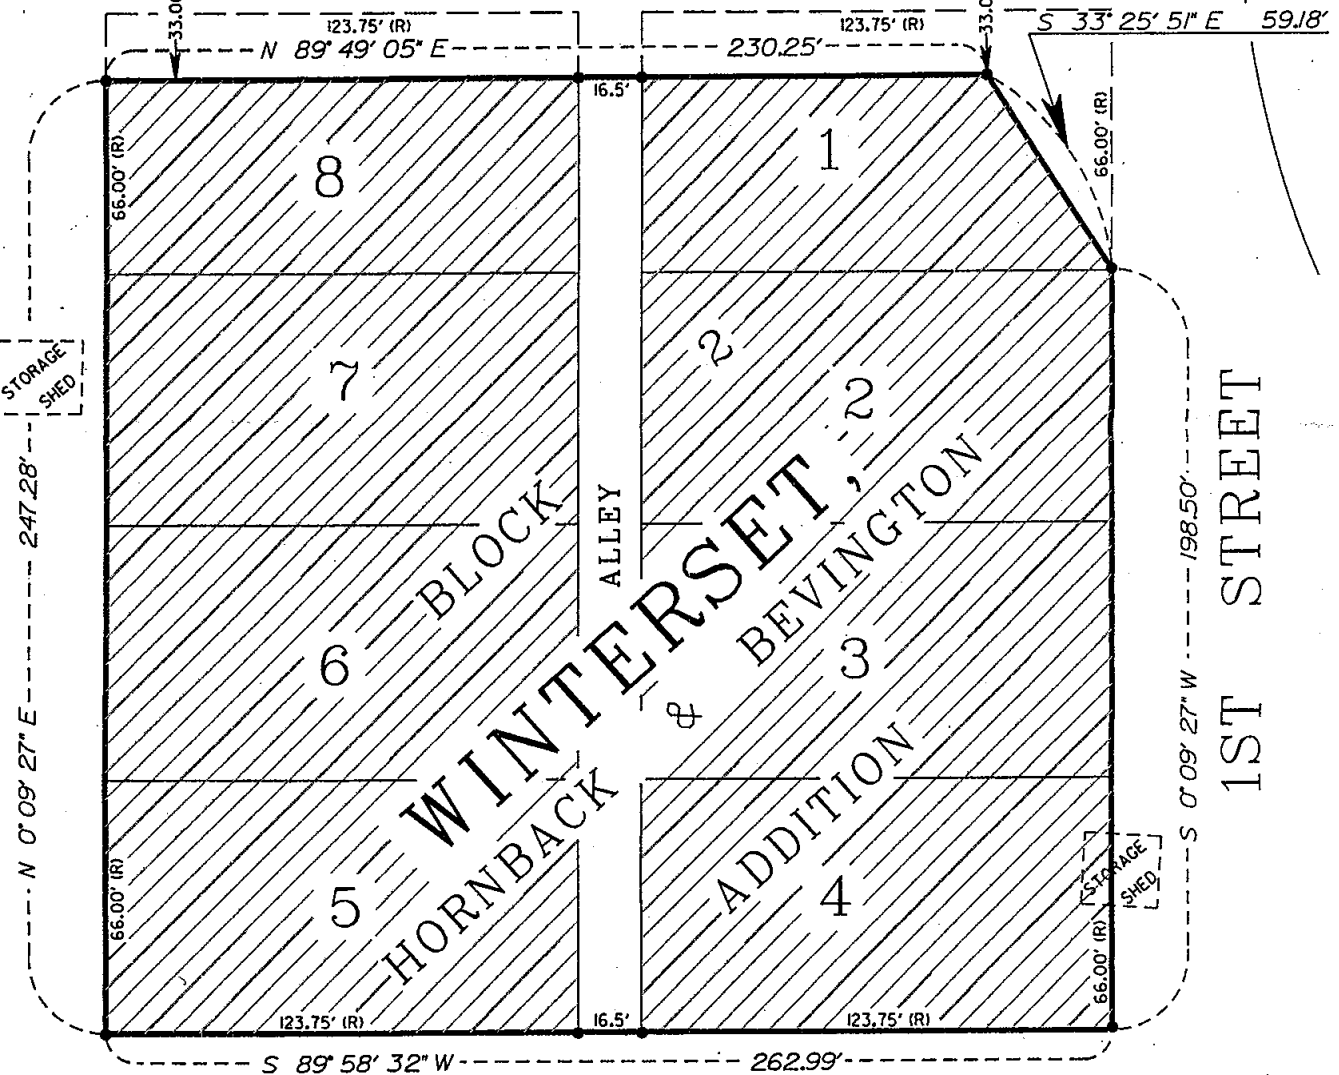 33.00
123.75' (R)
123.75' (R)
33.0
S 33° 25' 51" E 59.18'
N 89° 49' 05" E
230.25'
16.5'
66.00' (R)
66.00' (R)
8
1
STORAGE
SHED
7
2
2
247.28'
N 0° 09' 27" E
BLOCK
ALLEY
WINTERSET,
HORNBACK
&
BEVINGTON
ADDITION
6
3
198.50'
S 0° 09' 27" W
1ST STREET
STORAGE
SHED
66.00' (R)
5
4
66.00' (R)
123.75' (R)
16.5'
123.75' (R)
S 89° 58' 32" W
262.99'